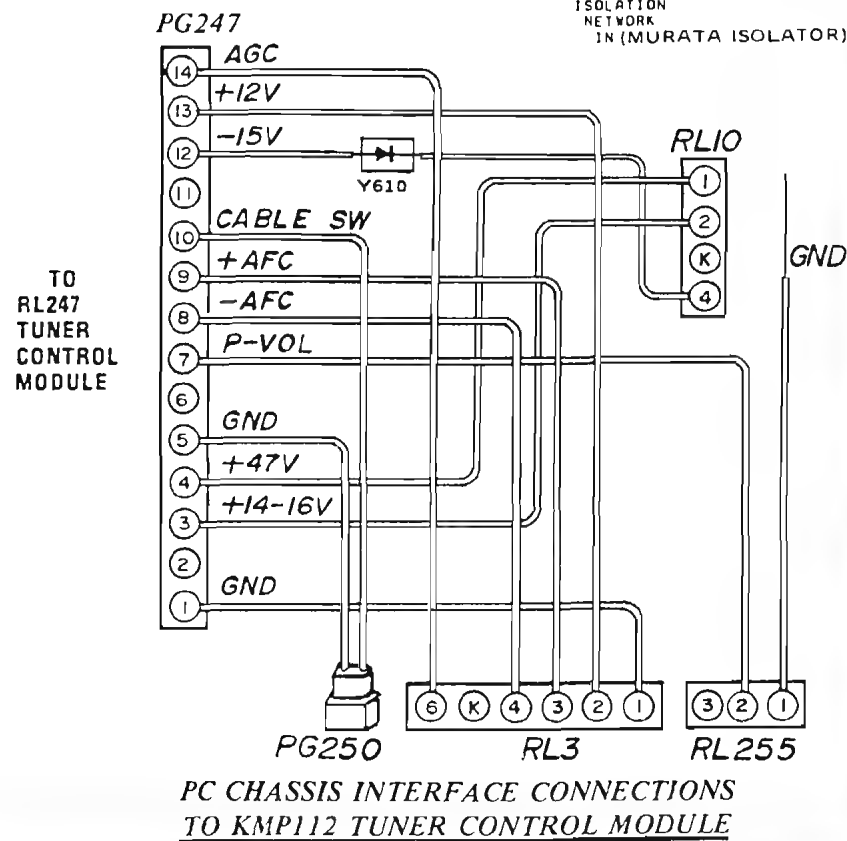 ISOLATION
NETWORK
IN (MURATA ISOLATOR)
PG247
14 AGC
13 +12V
12 -15V
Y610
11
10 CABLE SW
9 +AFC
8 -AFC
7 P-VOL
6
5 GND
4 +47V
3 +14-16V
2
1 GND
TO
RL247
TUNER
CONTROL
MODULE
RL10
1
2
K
4
GND
6 K 4 3 2 1
3 2 1
PG250 RL3 RL255
PC CHASSIS INTERFACE CONNECTIONS
TO KMP112 TUNER CONTROL MODULE